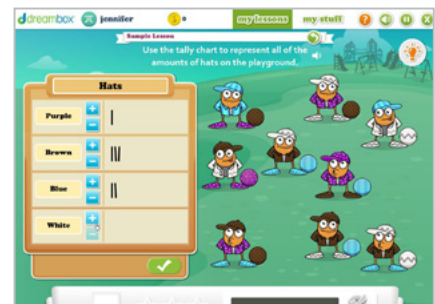 dreambox jennifer 0 my lessons my stuff
Sample Lesson
Use the tally chart to represent all of the
amounts of hats on the playground.
Hats
Purple
Brown
Blue
White